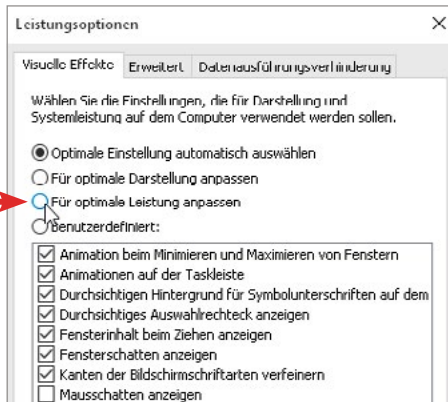 Leistungsoptionen
Visuelle Effekte Erweitert Datenausführungsverhinderung
Wählen Sie die Einstellungen, die für Darstellung und
Systemleistung auf dem Computer verwendet werden sollen.
Optimale Einstellung automatisch auswählen
Für optimale Darstellung anpassen
Für optimale Leistung anpassen
Benutzerdefiniert:
Animation beim Minimieren und Maximieren von Fenstern
Animationen auf der Taskleiste
Durchsichtigen Hintergrund für Symbolunterschriften auf dem
Durchsichtiges Auswahlrechteck anzeigen
Fensterinhalt beim Ziehen anzeigen
Fensterschatten anzeigen
Kanten der Bildschirmschriftarten verfeinern
Mausschatten anzeigen